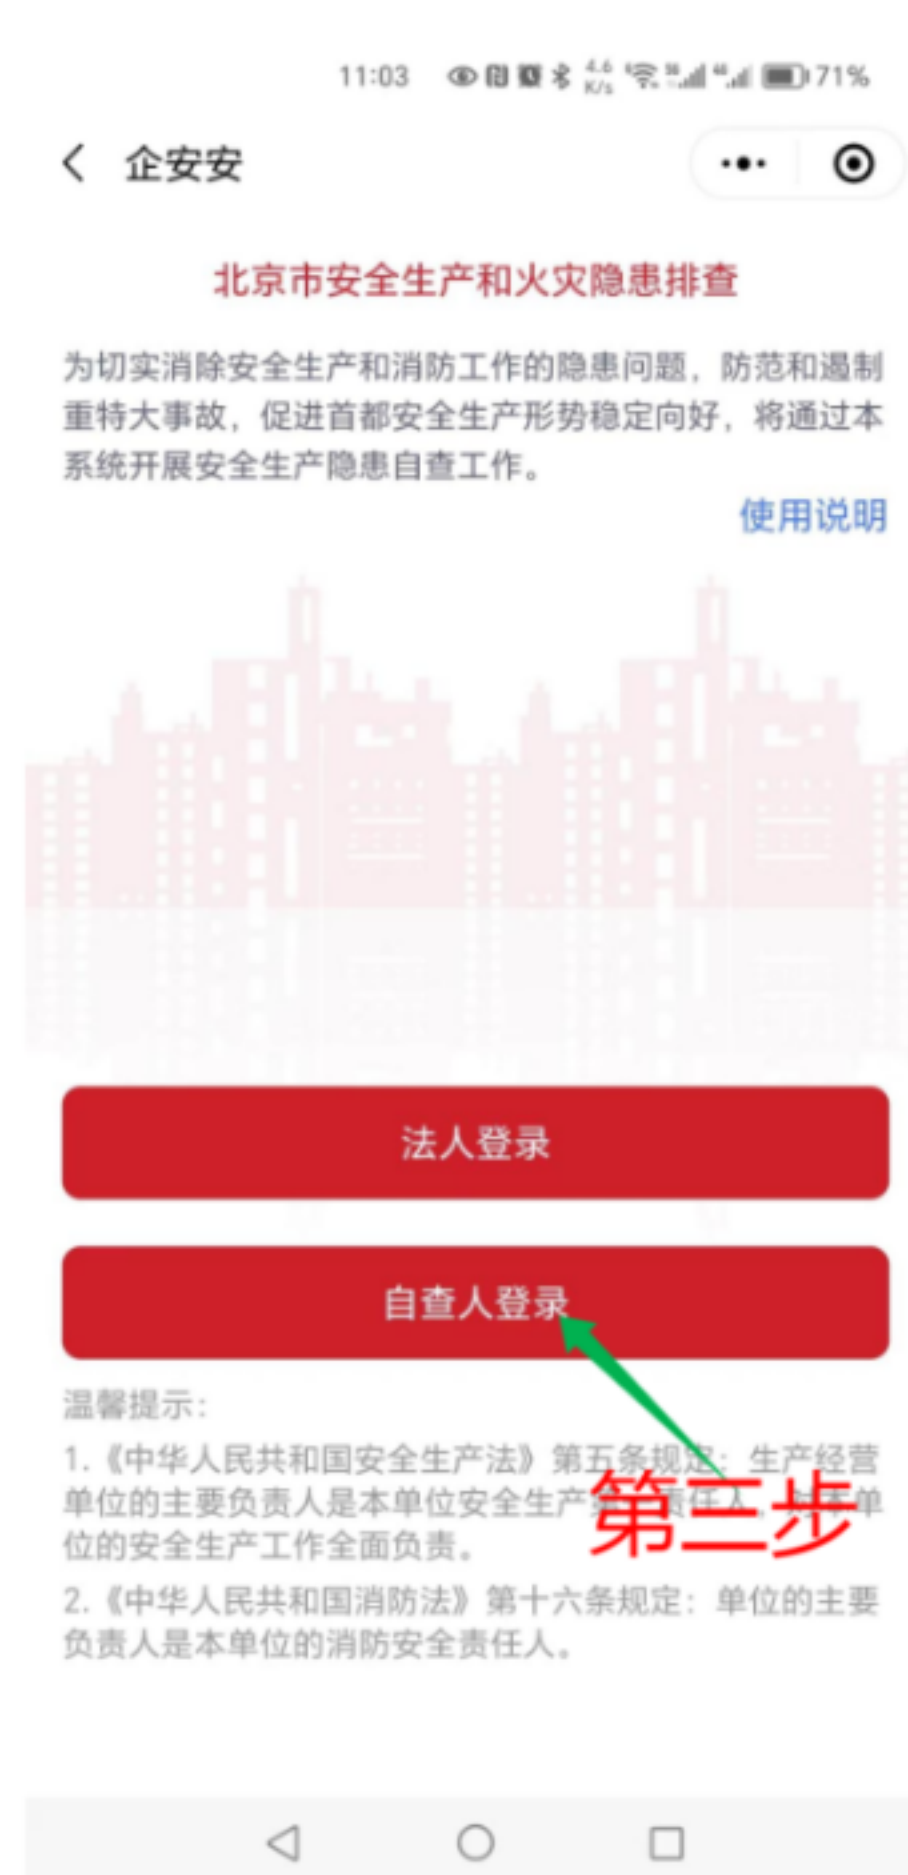 11:03 4.6 K/s 71%
企安安
北京市安全生产和火灾隐患排查
为切实消除安全生产和消防工作的隐患问题，防范和遏制
重特大事故，促进首都安全生产形势稳定向好，将通过本
系统开展安全生产隐患自查工作。
使用说明
法人登录
自查人登录
温馨提示：
1.《中华人民共和国安全生产法》第五条规定：生产经营
单位的主要负责人是本单位安全生产 责任人，对本单
位的安全生产工作全面负责。
第三步
2.《中华人民共和国消防法》第十六条规定：单位的主要
负责人是本单位的消防安全责任人。